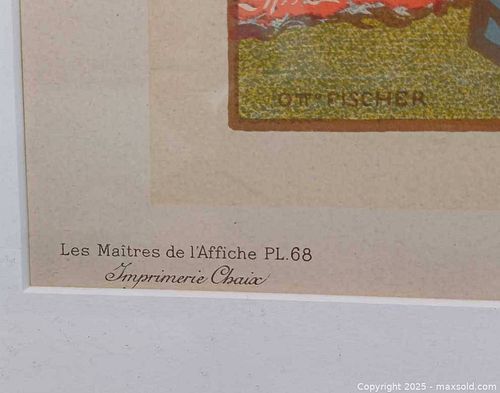 OTTO FISCHER
Les Maîtres de l'Affiche PL.68
Imprimerie Chaix
Copyright © 2025 - maxsold.com